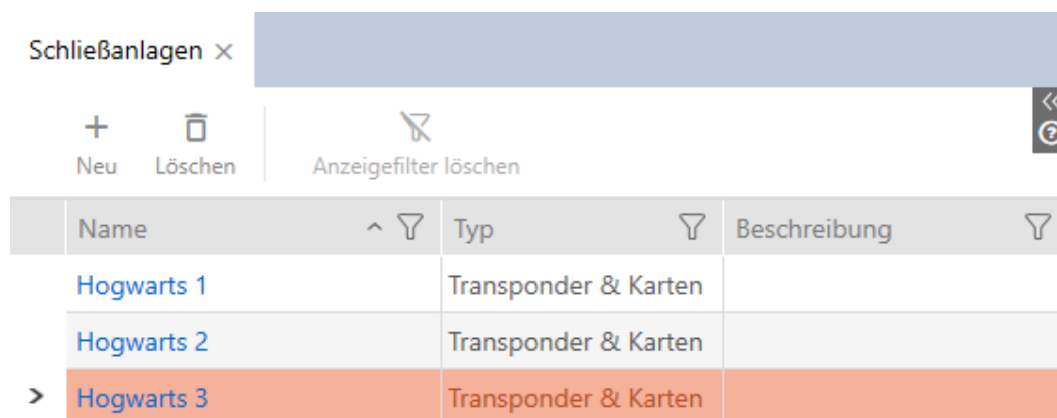 Schließanlagen
Neu Löschen Anzeigefilter löschen
Name Typ Beschreibung
Hogwarts 1 Transponder & Karten
Hogwarts 2 Transponder & Karten
Hogwarts 3 Transponder & Karten